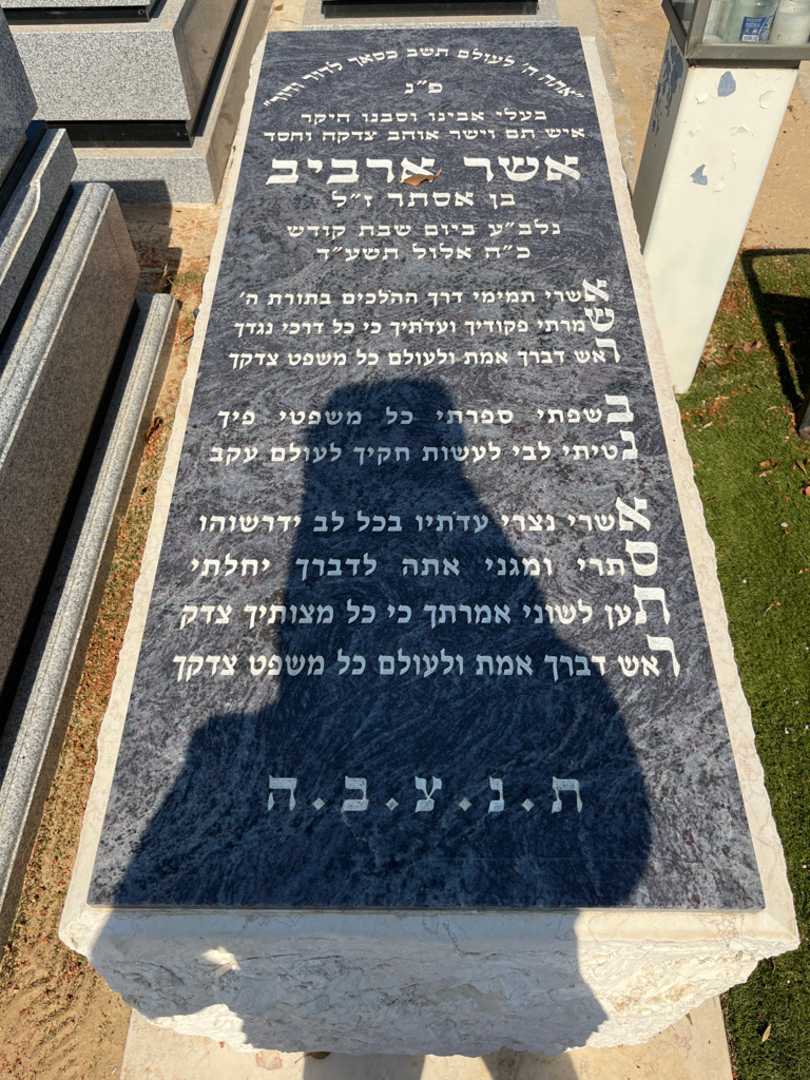 "אתה ה' לעולם תשב כסאך לדור ודור"
פ״נ
בעלי אבינו וסבנו היקר
איש תם וישר אוהב צדקה וחסד
אשר ארביב
בן אסתר ז״ל
נלב״ע ביום שבת קודש
כ״ה אלול תשע״ד
אשרי תמימי דרך ההלכים בתורת ה'
שמרתי פקודיך ועדתיך כי כל דרכי נגדך
ראש דברך אמת ולעולם כל משפט צדקך
בשפתי ספרתי כל משפטי פיך
נטיתי לבי לעשות חקיך לעולם עקב
אשרי נצרי עדתיו בכל לב ידרשוהו
סתרי ומגני אתה לדברך יחלתי
תען לשוני אמרתך כי כל מצותיך צדק
ראש דברך אמת ולעולם כל משפט צדקך
ת.נ.צ.ב.ה